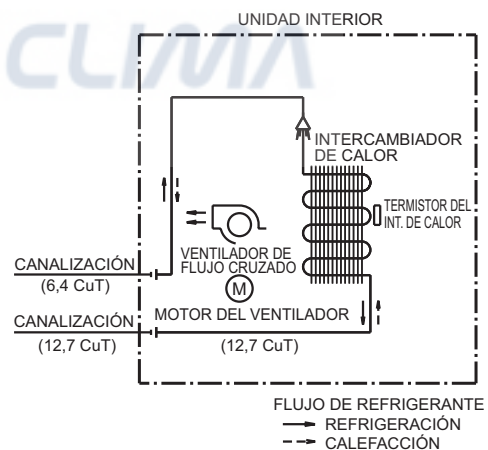 UNIDAD INTERIOR
CLIMA
INTERCAMBIADOR
DE CALOR
TERMISTOR DEL
INT. DE CALOR
VENTILADOR DE
FLUJO CRUZADO
M
CANALIZACIÓN
(6,4 CuT)
CANALIZACIÓN
(12,7 CuT)
MOTOR DEL VENTILADOR
(12,7 CuT)
FLUJO DE REFRIGERANTE
REFRIGERACIÓN
CALEFACCIÓN